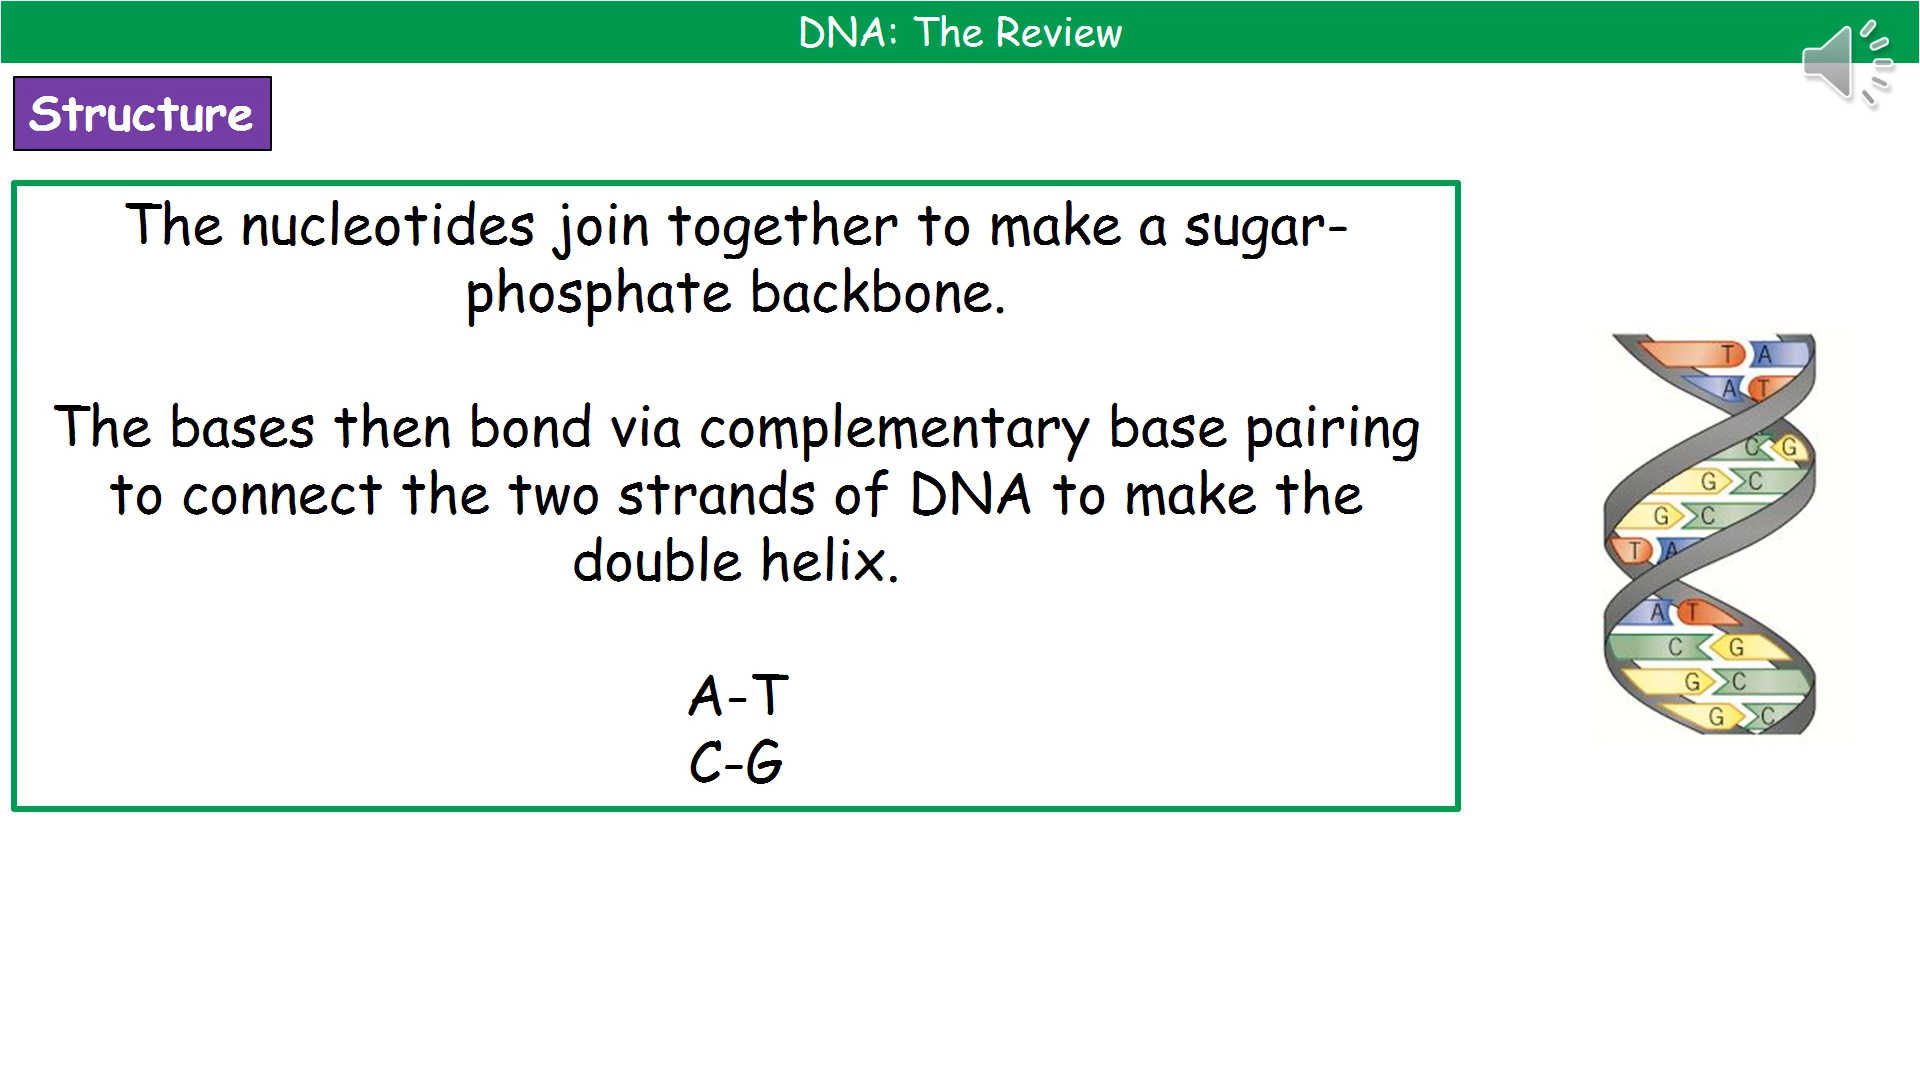 DNA: The Review
Structure
The nucleotides join together to make a sugar-
phosphate backbone.
The bases then bond via complementary base pairing
to connect the two strands of DNA to make the
double helix.
A-T
C-G
T A
A T
C G
G C
G C
T A
A T
C G
G C
G C